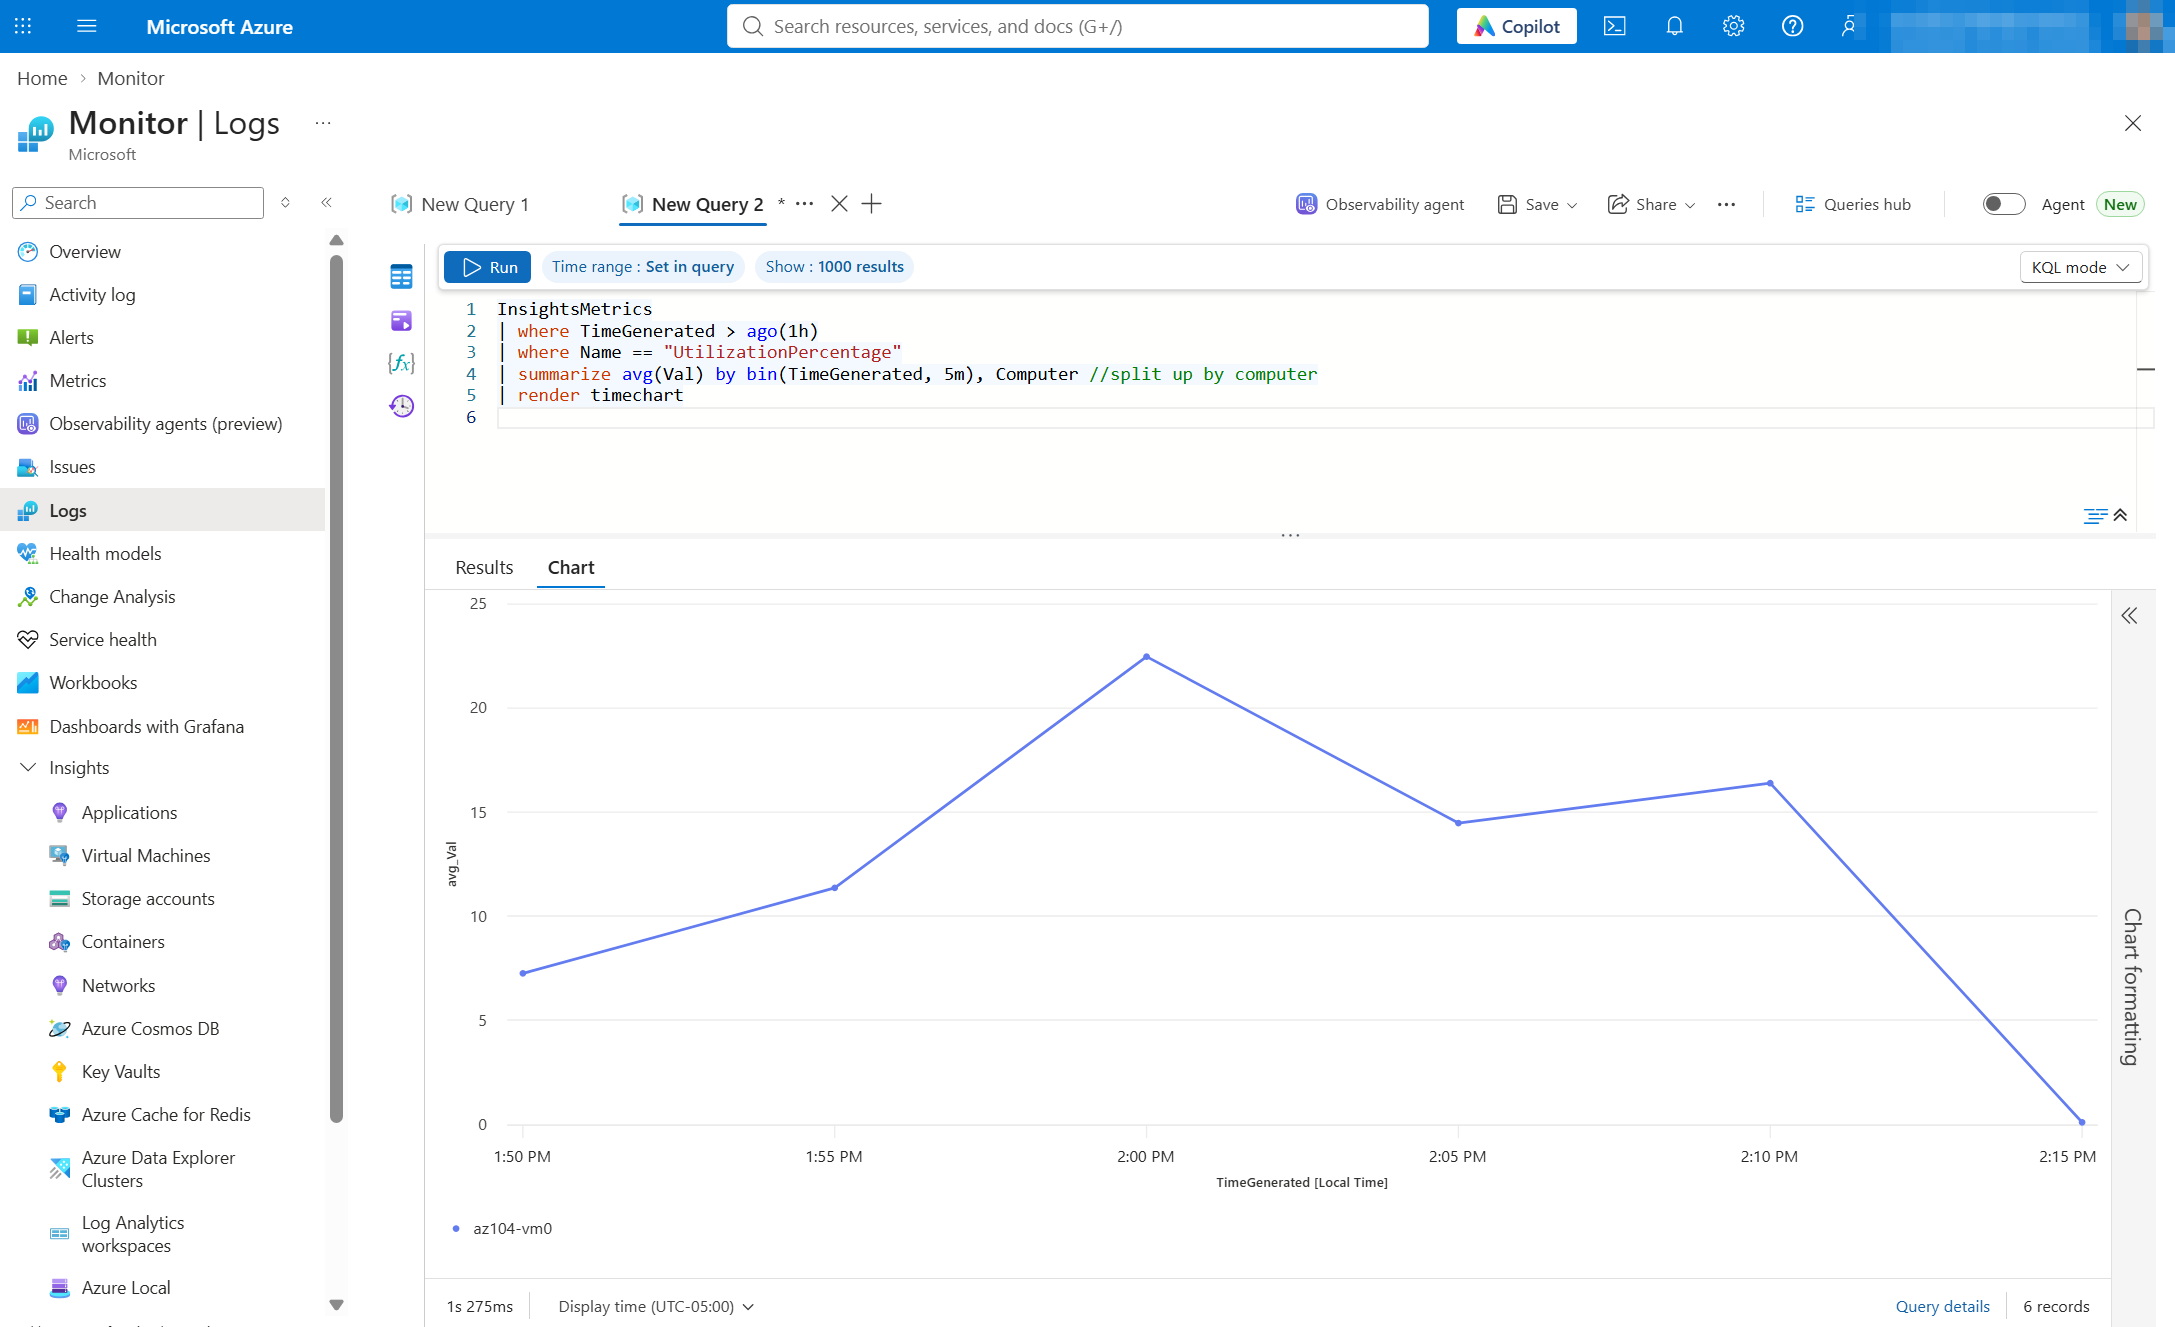 Microsoft Azure
Search resources, services, and docs (G+/)
Copilot
Home
Monitor
Monitor | Logs
...
Microsoft
Search
Overview
Activity log
Alerts
Metrics
Observability agents (preview)
Issues
Logs
Health models
Change Analysis
Service health
Workbooks
Dashboards with Grafana
Insights
Applications
Virtual Machines
Storage accounts
Containers
Networks
Azure Cosmos DB
Key Vaults
Azure Cache for Redis
Azure Data Explorer
Clusters
Log Analytics
workspaces
Azure Local
New Query 1
New Query 2 *
Observability agent
Save
Share
Queries hub
Agent
New
Run
Time range : Set in query
Show : 1000 results
KQL mode
1 InsightsMetrics
2 | where TimeGenerated > ago(1h)
3 | where Name == "UtilizationPercentage"
4 | summarize avg(Val) by bin(TimeGenerated, 5m), Computer //split up by computer
5 | render timechart
6
Results
Chart
25
20
15
10
5
0
avg_Val
1:50 PM
1:55 PM
2:00 PM
2:05 PM
2:10 PM
2:15 PM
TimeGenerated [Local Time]
az104-vm0
Chart formatting
1s 275ms
Display time (UTC-05:00)
Query details
6 records